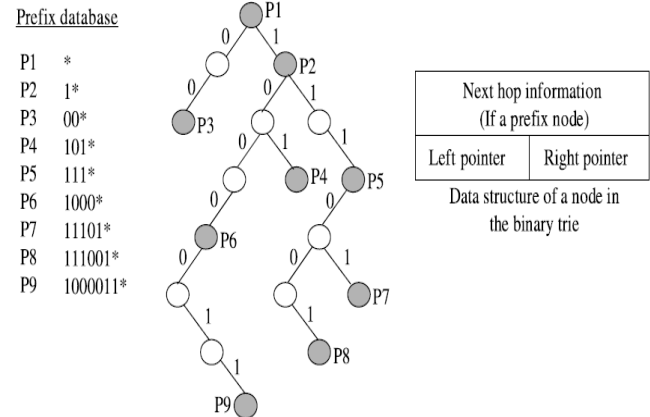 Prefix database
P1 *
P2 1*
P3 00*
P4 101*
P5 111*
P6 1000*
P7 11101*
P8 111001*
P9 1000011*
P1
0 1
P2
0 0 1
P3
0 1 1
P4 P5
0 0
P6
0 0 1
P7
1 1
P8
1
P9
Next hop information
(If a prefix node)
Left pointer Right pointer
Data structure of a node in
the binary trie